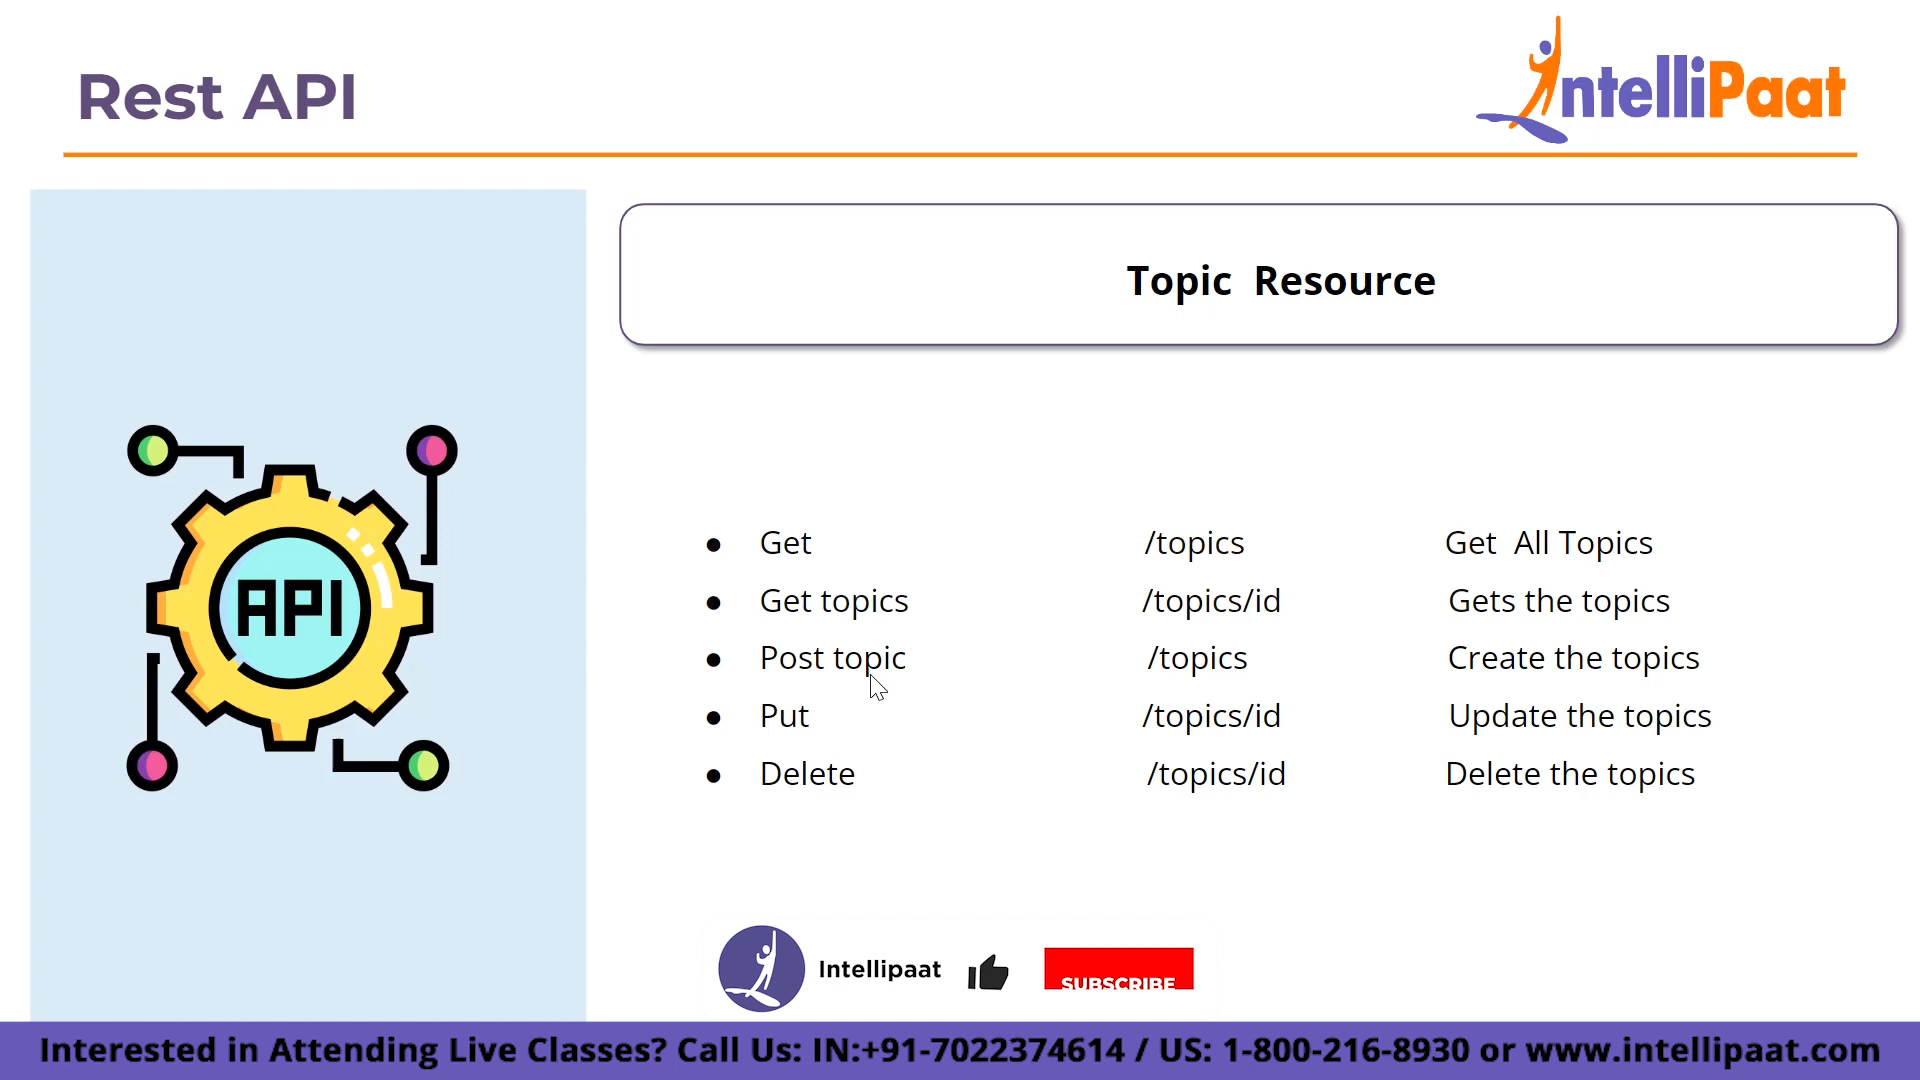 Rest API
IntelliPaat
Topic Resource
API
● Get /topics Get All Topics
● Get topics /topics/id Gets the topics
● Post topic /topics Create the topics
● Put /topics/id Update the topics
● Delete /topics/id Delete the topics
Intellipaat SUBSCRIBE
Interested in Attending Live Classes? Call Us: IN:+91-7022374614 / US: 1-800-216-8930 or www.intellipaat.com